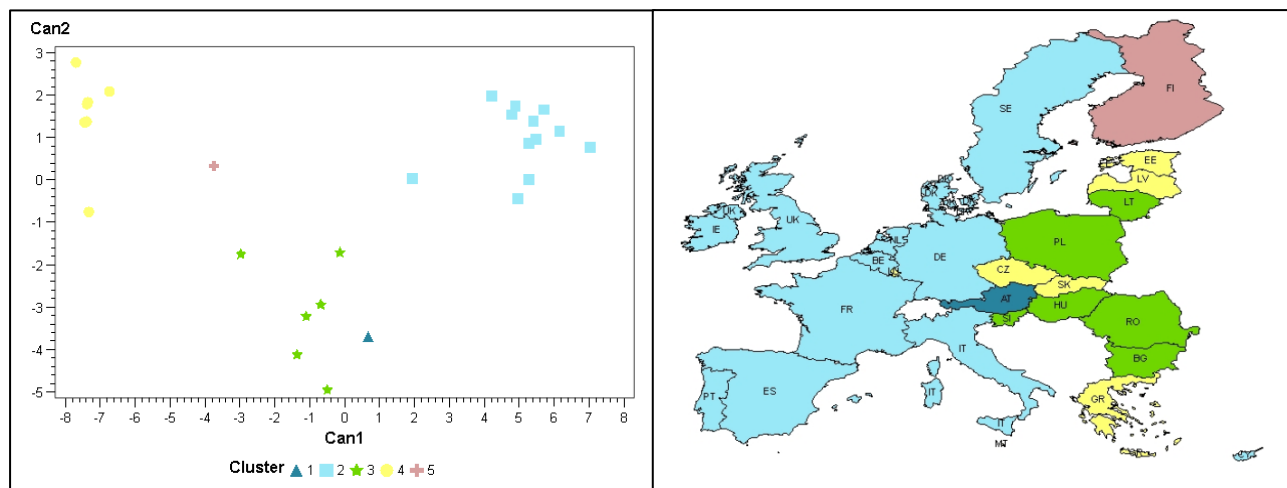 Can2
3
2
1
0
-1
-2
-3
-4
-5
-8 -7 -6 -5 -4 -3 -2 -1 0 1 2 3 4 5 6 7 8
Can1
Cluster 1 2 3 4 5
FI
SE
EE
LV
LT
DK
UK
UK
IE
NL
PL
BE
DE
CZ
SK
AT
HU
FR
SI
RO
IT
BG
GR
PT
ES
IT
IT
MT